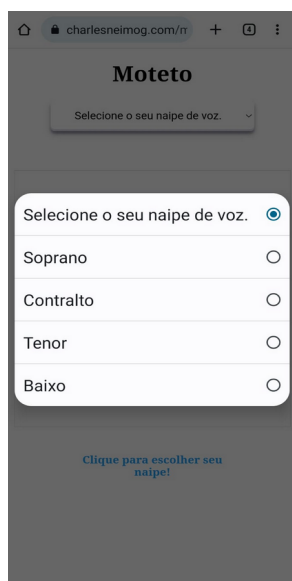 charlesneimog.com/m
4
Moteto
Selecione o seu naipe de voz.
Selecione o seu naipe de voz.
Soprano
Contralto
Tenor
Baixo
Clique para escolher seu
naipe!